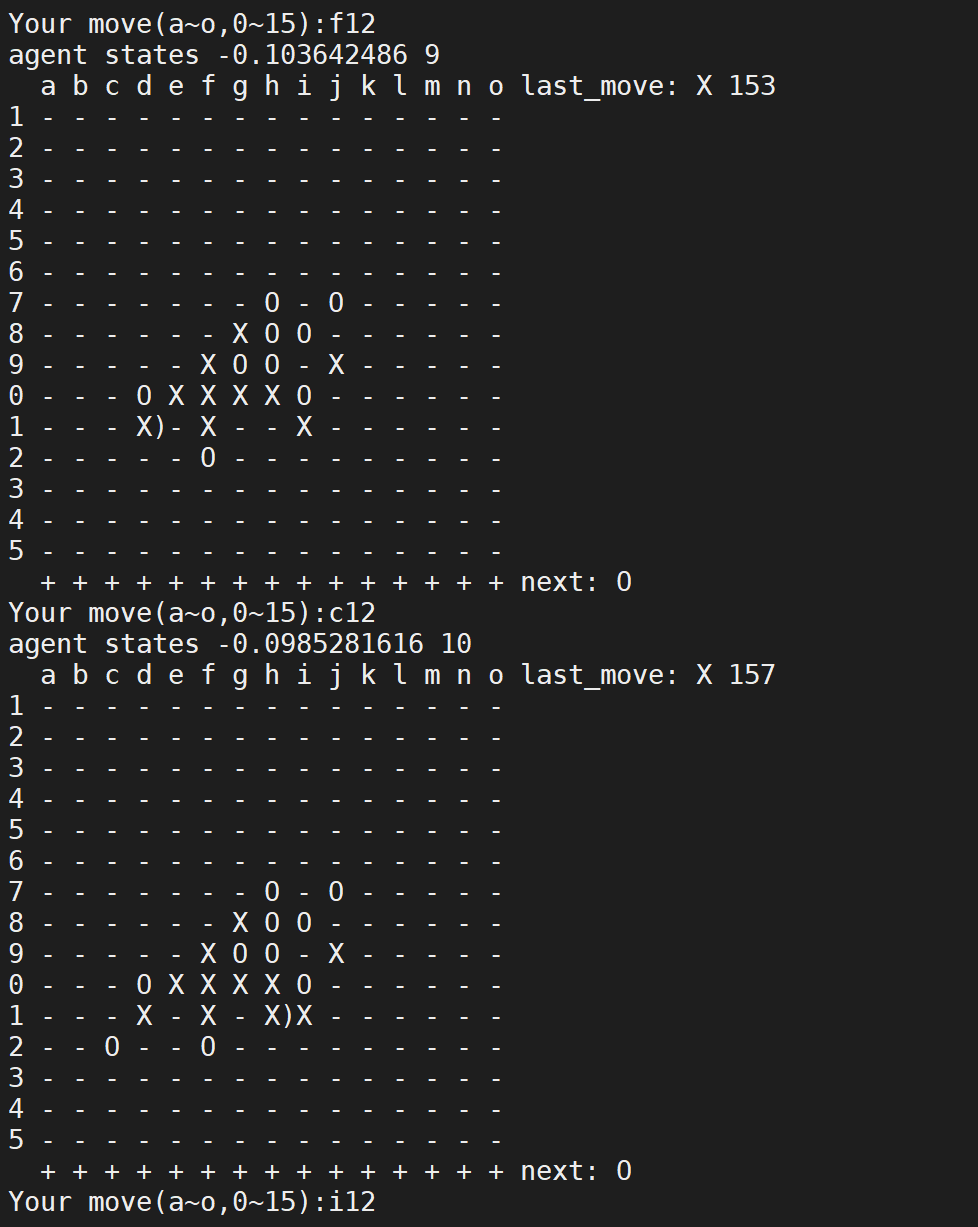 Your move(a~o,0~15):f12
agent states -0.103642486 9
  a b c d e f g h i j k l m n o last_move: X 153
1 - - - - - - - - - - - - - - -
2 - - - - - - - - - - - - - - -
3 - - - - - - - - - - - - - - -
4 - - - - - - - - - - - - - - -
5 - - - - - - - - - - - - - - -
6 - - - - - - - - - - - - - - -
7 - - - - - - - O - O - - - - -
8 - - - - - - X O O - - - - - -
9 - - - - - X O O - X - - - - -
0 - - - O X X X X O - - - - - -
1 - - - X)- X - - X - - - - - -
2 - - - - - O - - - - - - - - -
3 - - - - - - - - - - - - - - -
4 - - - - - - - - - - - - - - -
5 - - - - - - - - - - - - - - -
  + + + + + + + + + + + + + + + next: O
Your move(a~o,0~15):c12
agent states -0.0985281616 10
  a b c d e f g h i j k l m n o last_move: X 157
1 - - - - - - - - - - - - - - -
2 - - - - - - - - - - - - - - -
3 - - - - - - - - - - - - - - -
4 - - - - - - - - - - - - - - -
5 - - - - - - - - - - - - - - -
6 - - - - - - - - - - - - - - -
7 - - - - - - - O - O - - - - -
8 - - - - - - X O O - - - - - -
9 - - - - - X O O - X - - - - -
0 - - - O X X X X O - - - - - -
1 - - - X - X - X)X - - - - - -
2 - - O - - O - - - - - - - - -
3 - - - - - - - - - - - - - - -
4 - - - - - - - - - - - - - - -
5 - - - - - - - - - - - - - - -
  + + + + + + + + + + + + + + + next: O
Your move(a~o,0~15):i12